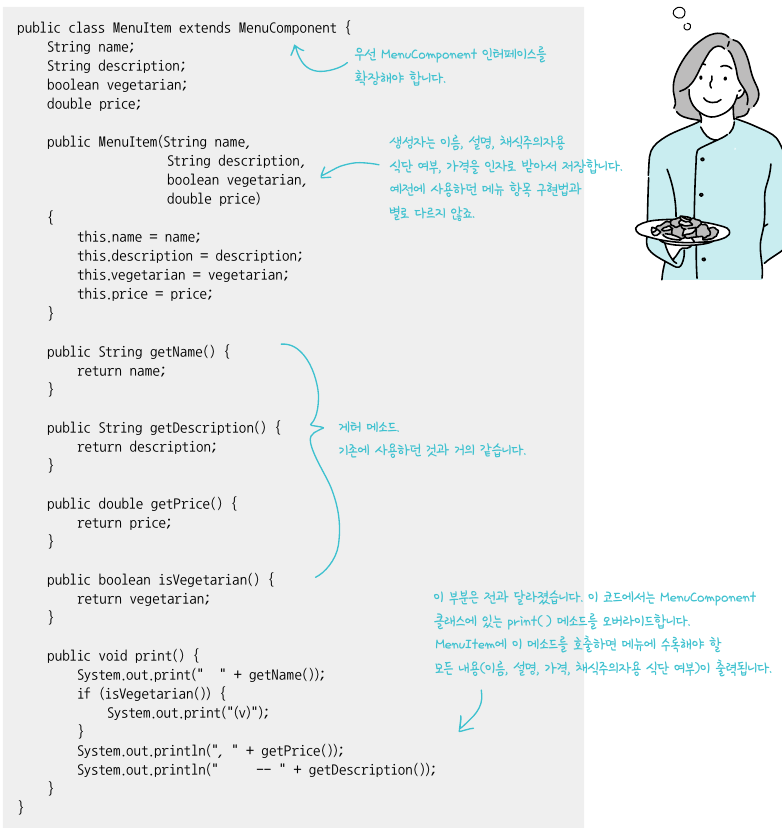 public class MenuItem extends MenuComponent {
    String name;
    String description;
    boolean vegetarian;
    double price;
우선 MenuComponent 인터페이스를
확장해야 합니다.
    public MenuItem(String name,
                    String description,
                    boolean vegetarian,
                    double price)
    {
        this.name = name;
        this.description = description;
        this.vegetarian = vegetarian;
        this.price = price;
    }
생성자는 이름, 설명, 채식주의자용
식단 여부, 가격을 인자로 받아서 저장합니다.
예전에 사용하던 메뉴 항목 구현법과
별로 다르지 않죠.
    public String getName() {
        return name;
    }
    public String getDescription() {
        return description;
    }
    public double getPrice() {
        return price;
    }
    public boolean isVegetarian() {
        return vegetarian;
    }
게터 메소드.
기존에 사용하던 것과 거의 같습니다.
    public void print() {
        System.out.print("  " + getName());
        if (isVegetarian()) {
            System.out.print("(v)");
        }
        System.out.println(", " + getPrice());
        System.out.println("     -- " + getDescription());
    }
}
이 부분은 전과 달라졌습니다. 이 코드에서는 MenuComponent
클래스에 있는 print( ) 메소드를 오버라이드합니다.
MenuItem에 이 메소드를 호출하면 메뉴에 수록해야 할
모든 내용(이름, 설명, 가격, 채식주의자용 식단 여부)이 출력됩니다.